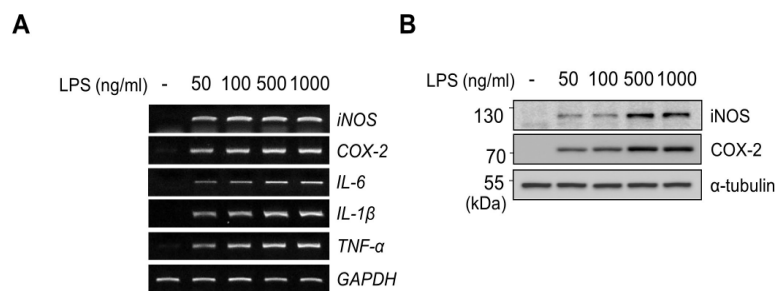 A
LPS (ng/ml) - 50 100 500 1000
iNOS
COX-2
IL-6
IL-1β
TNF-α
GAPDH
B
LPS (ng/ml) - 50 100 500 1000
130 iNOS
70 COX-2
55 α-tubulin
(kDa)